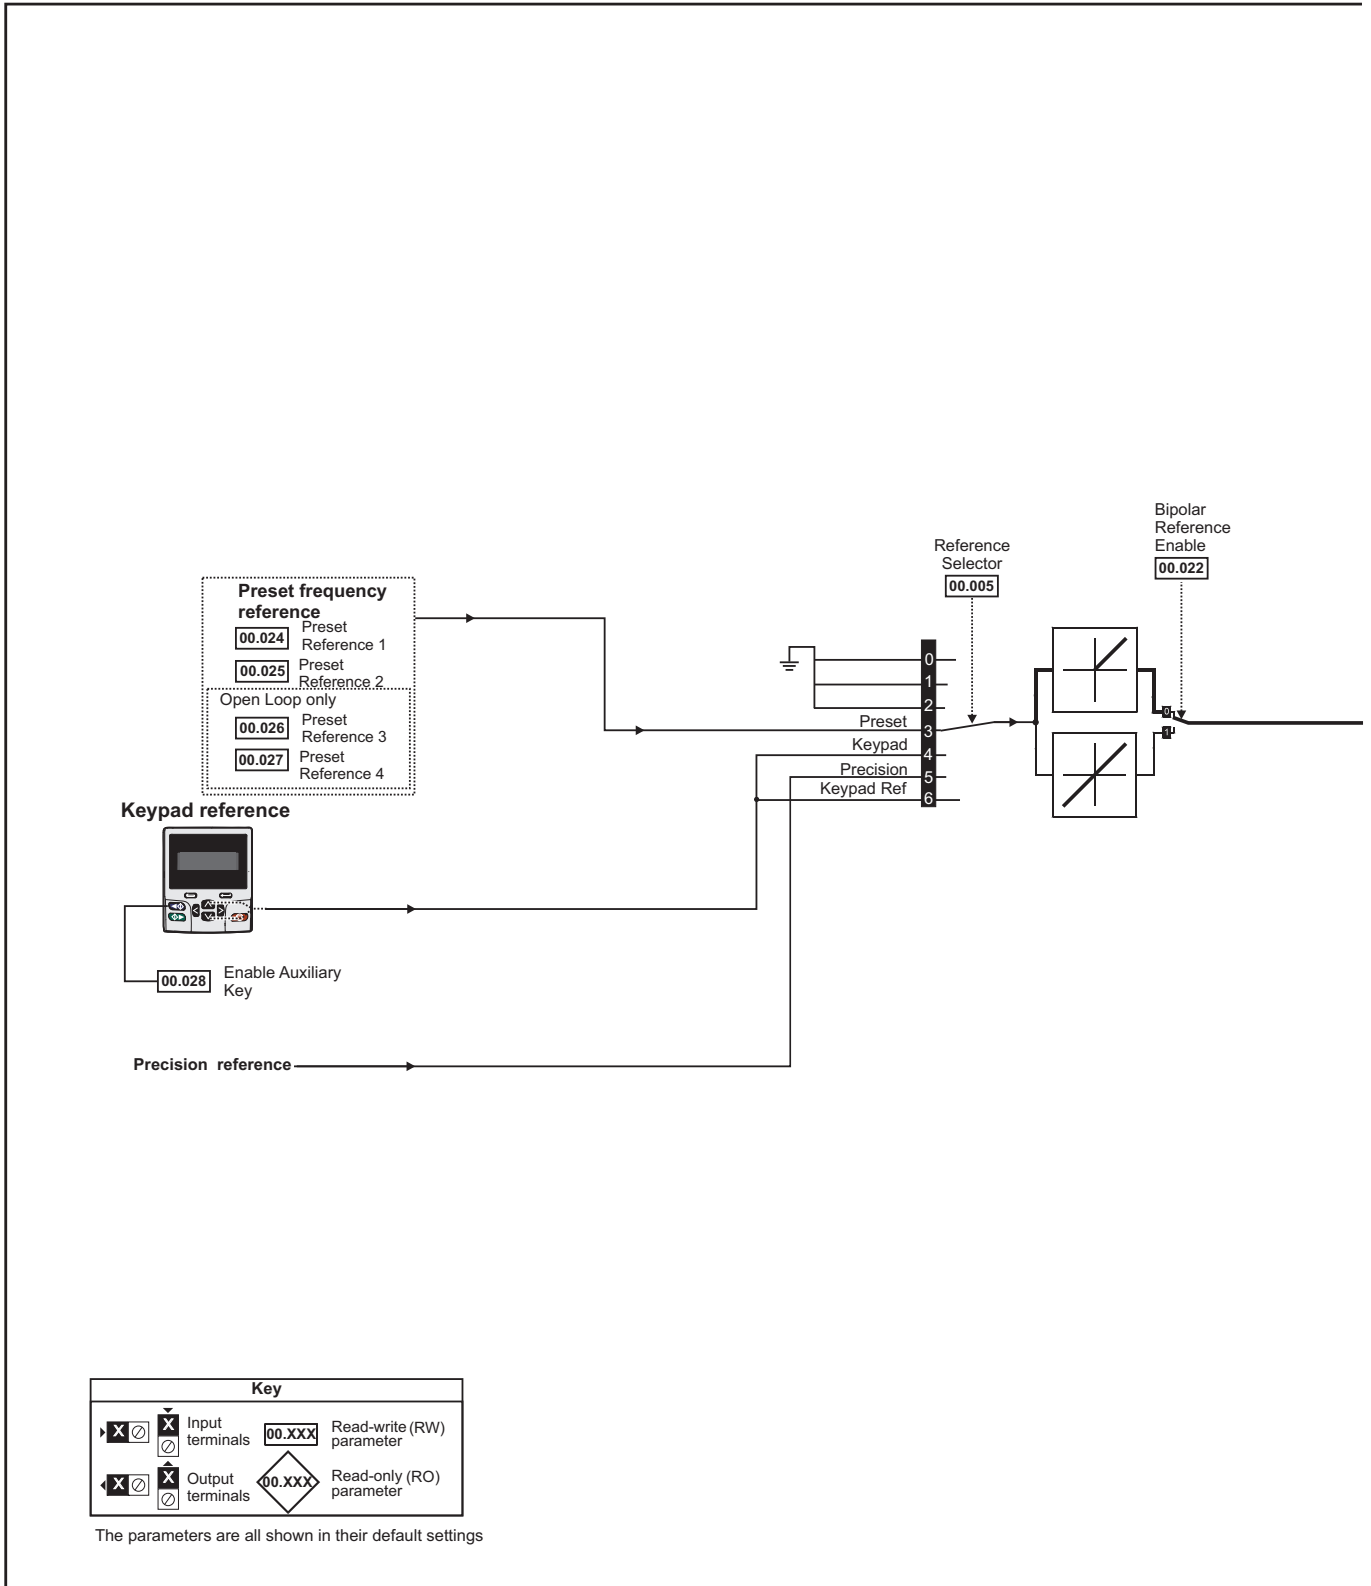 Bipolar
Reference
Enable
00.022
Reference
Selector
00.005
Preset frequency
reference
00.024
Preset
Reference 1
00.025
Preset
Reference 2
Open Loop only
00.026
Preset
Reference 3
00.027
Preset
Reference 4
0
1
2
Preset
3
Keypad
4
Precision
5
Keypad Ref
6
0
1
Keypad reference
00.028
Enable Auxiliary
Key
Precision reference
Key
X
X
Input
terminals
00.XXX
Read-write (RW)
parameter
X
X
Output
terminals
00.XXX
Read-only (RO)
parameter
The parameters are all shown in their default settings